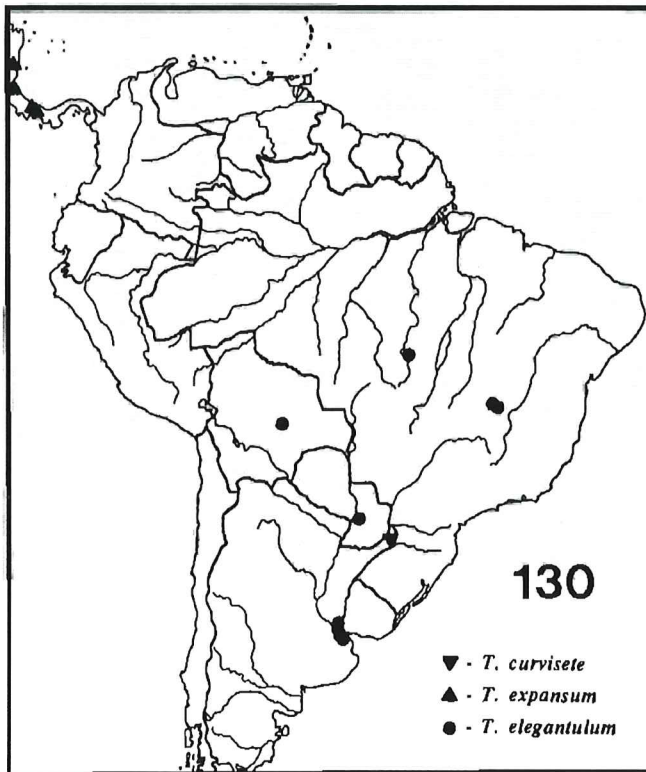 130
▼ - T. curvisete
▲ - T. expansum
● - T. elegantulum